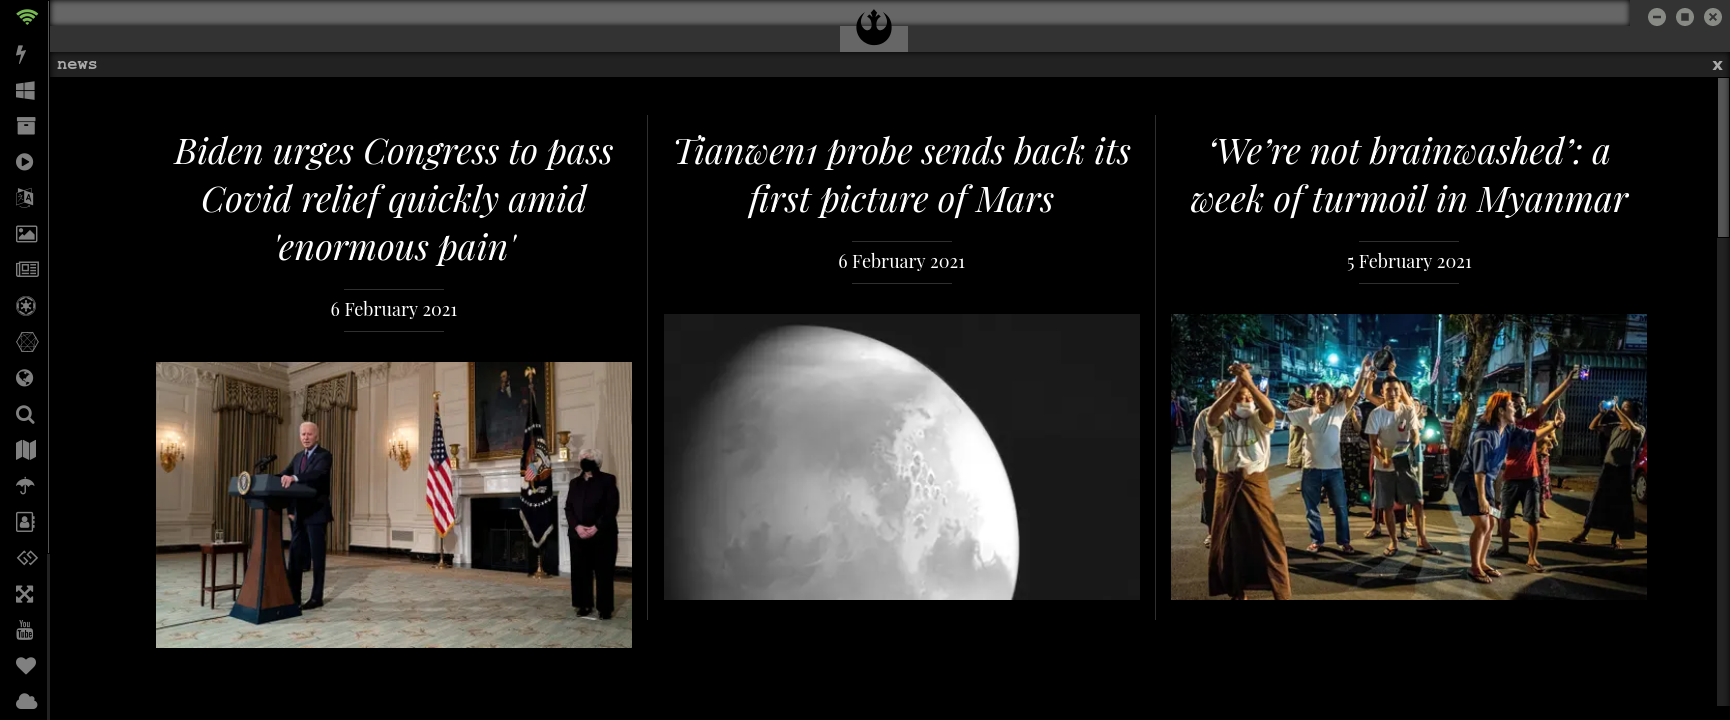 news
x
Biden urges Congress to pass
Covid relief quickly amid
'enormous pain'
6 February 2021
Tianwen1 probe sends back its
first picture of Mars
6 February 2021
‘We’re not brainwashed’: a
week of turmoil in Myanmar
5 February 2021
You
Tube